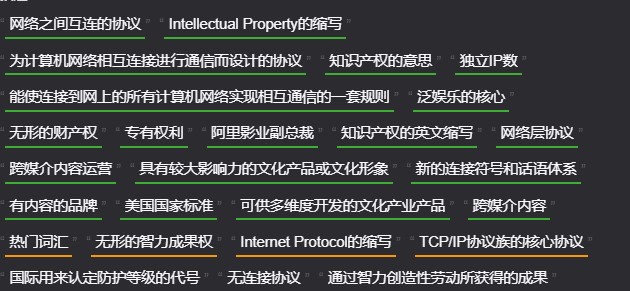 网络之间互连的协议 Intellectual Property的缩写
为计算机网络相互连接进行通信而设计的协议 知识产权的意思 独立IP数
能使连接到网上的所有计算机网络实现相互通信的一套规则 泛娱乐的核心
无形的财产权 专有权利 阿里影业副总裁 知识产权的英文缩写 网络层协议
跨媒介内容运营 具有较大影响力的文化产品或文化形象 新的连接符号和话语体系
有内容的品牌 美国国家标准 可供多维度开发的文化产业产品 跨媒介内容
热门词汇 无形的智力成果权 Internet Protocol的缩写 TCP/IP协议族的核心协议
国际用来认定防护等级的代号 无连接协议 通过智力创造性劳动所获得的成果